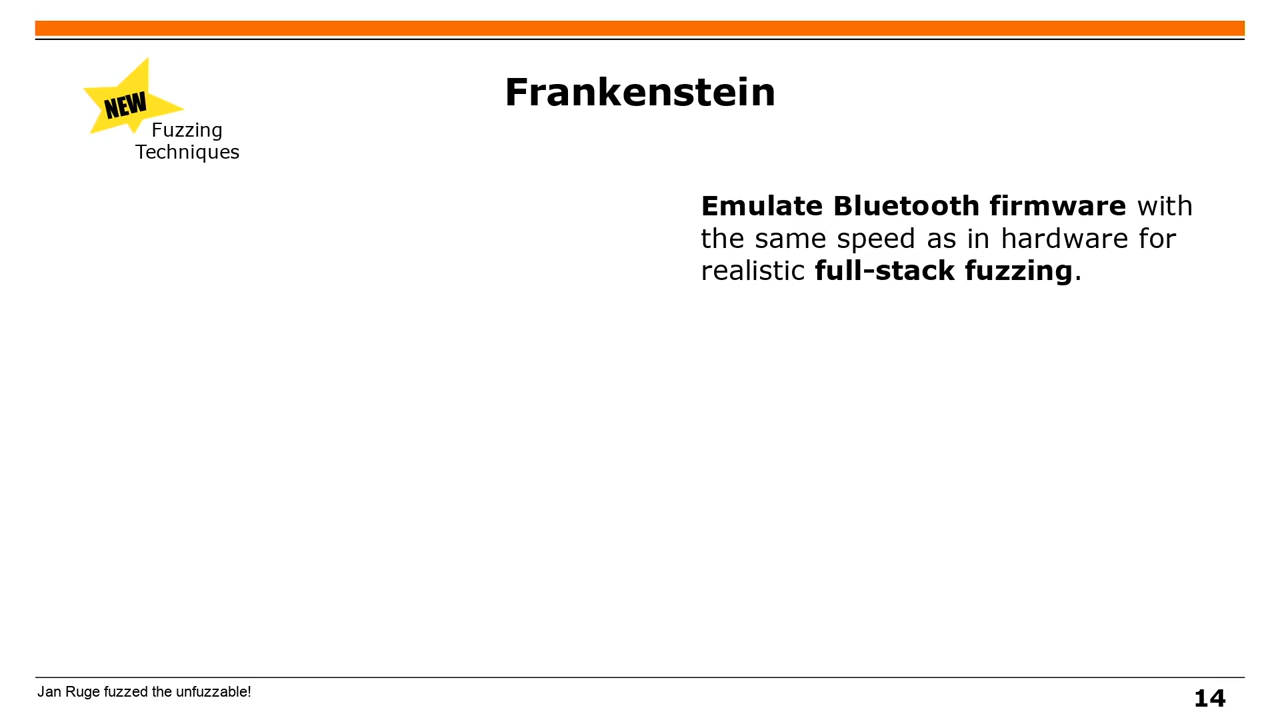 Frankenstein
NEW
Fuzzing
Techniques
Emulate Bluetooth firmware with
the same speed as in hardware for
realistic full-stack fuzzing.
Jan Ruge fuzzed the unfuzzable!
14